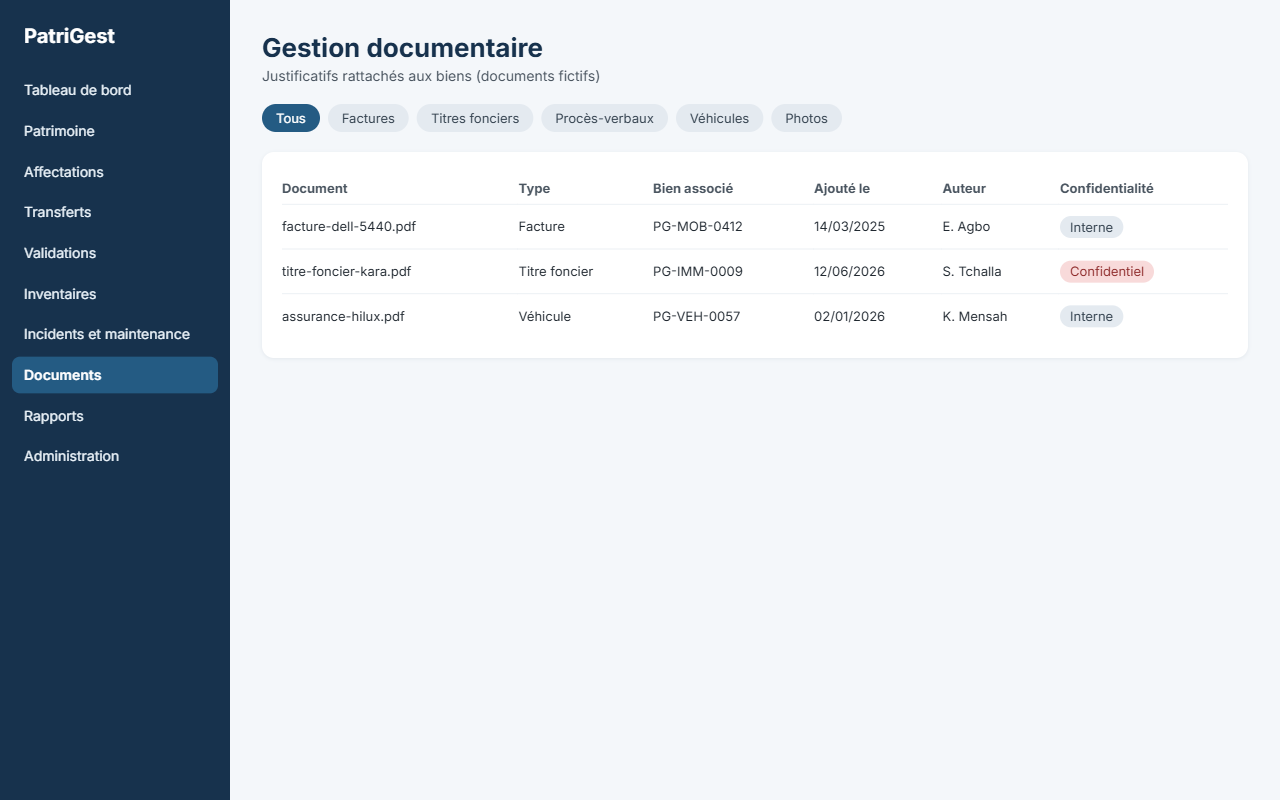 PatriGest
Tableau de bord
Patrimoine
Affectations
Transferts
Validations
Inventaires
Incidents et maintenance
Documents
Rapports
Administration
Gestion documentaire
Justificatifs rattachés aux biens (documents fictifs)
Tous Factures Titres fonciers Procès-verbaux Véhicules Photos
Document Type Bien associé Ajouté le Auteur Confidentialité
facture-dell-5440.pdf Facture PG-MOB-0412 14/03/2025 E. Agbo Interne
titre-foncier-kara.pdf Titre foncier PG-IMM-0009 12/06/2026 S. Tchalla Confidentiel
assurance-hilux.pdf Véhicule PG-VEH-0057 02/01/2026 K. Mensah Interne